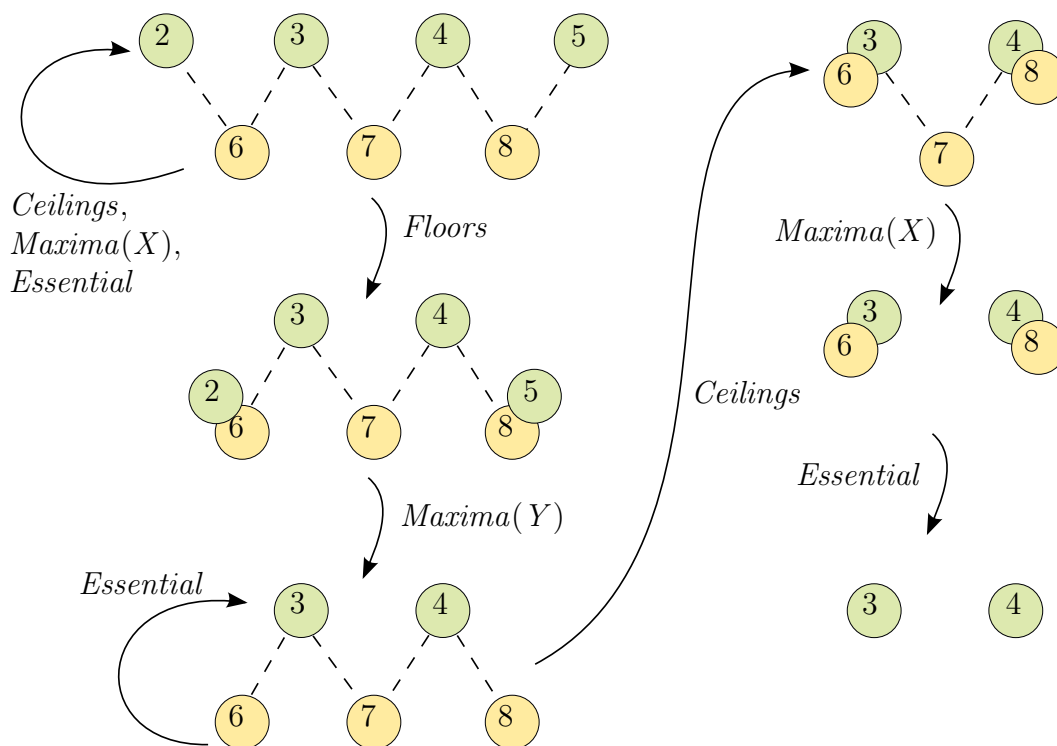 2 3 4 5
6 7 8
Ceilings,
Maxima(X),
Essential
Floors
3 4
2 5
6 7 8
Maxima(Y)
Essential
3 4
6 7 8
Ceilings
3 4
6 8
7
Maxima(X)
3 4
6 8
Essential
3 4